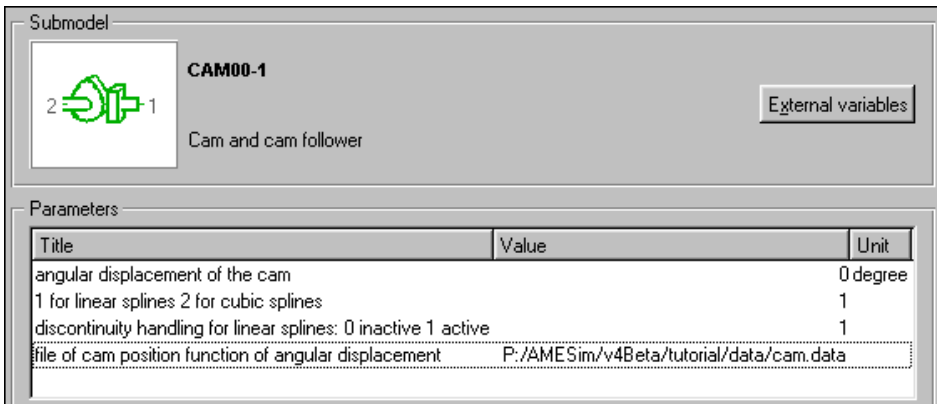 Submodel
CAM00-1
2 1
External variables
Cam and cam follower
Parameters
Title Value Unit
angular displacement of the cam 0 degree
1 for linear splines 2 for cubic splines 1
discontinuity handling for linear splines: 0 inactive 1 active 1
file of cam position function of angular displacement P:/AMESim/v4Beta/tutorial/data/cam.data